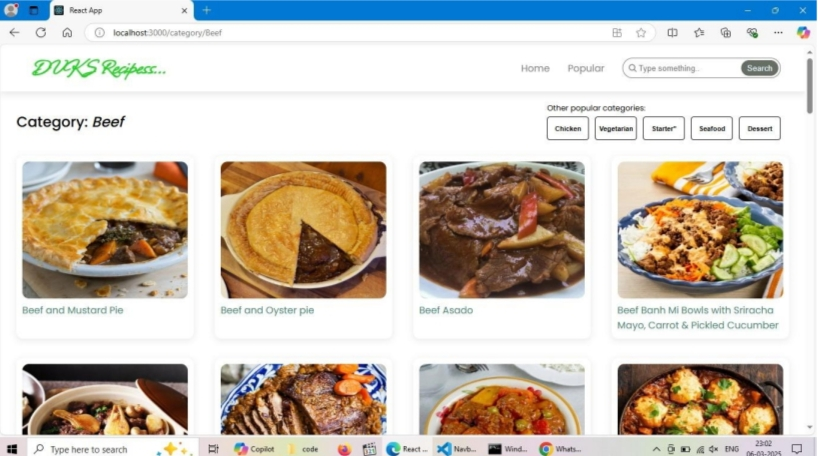 React App
localhost:3000/category/Beef
DUKS Recipess...
Home
Popular
Type something..
Search
Category: Beef
Other popular categories:
Chicken
Vegetarian
Starter"
Seafood
Dessert
Beef and Mustard Pie
Beef and Oyster pie
Beef Asado
Beef Banh Mi Bowls with Sriracha
Mayo, Carrot & Pickled Cucumber
Type here to search
Copilot
code
React ...
Navb...
Wind...
Whats...
ENG
23:02
06-03-2025